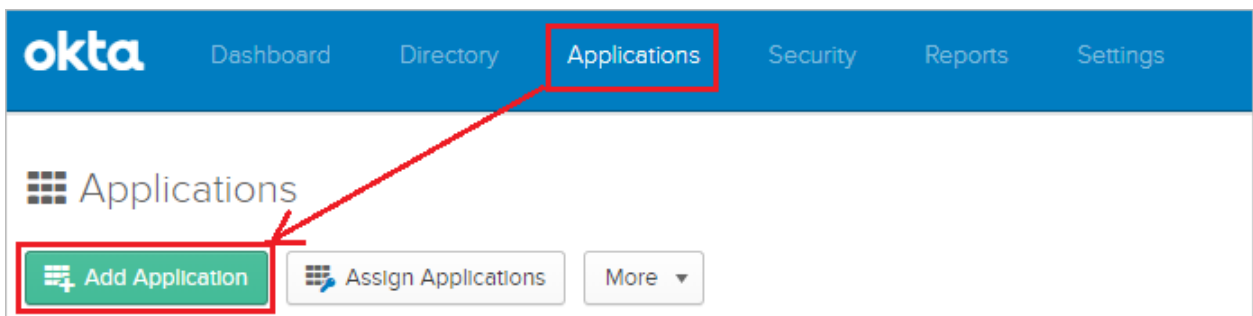 okta Dashboard Directory Applications Security Reports Settings
Applications
Add Application Assign Applications More